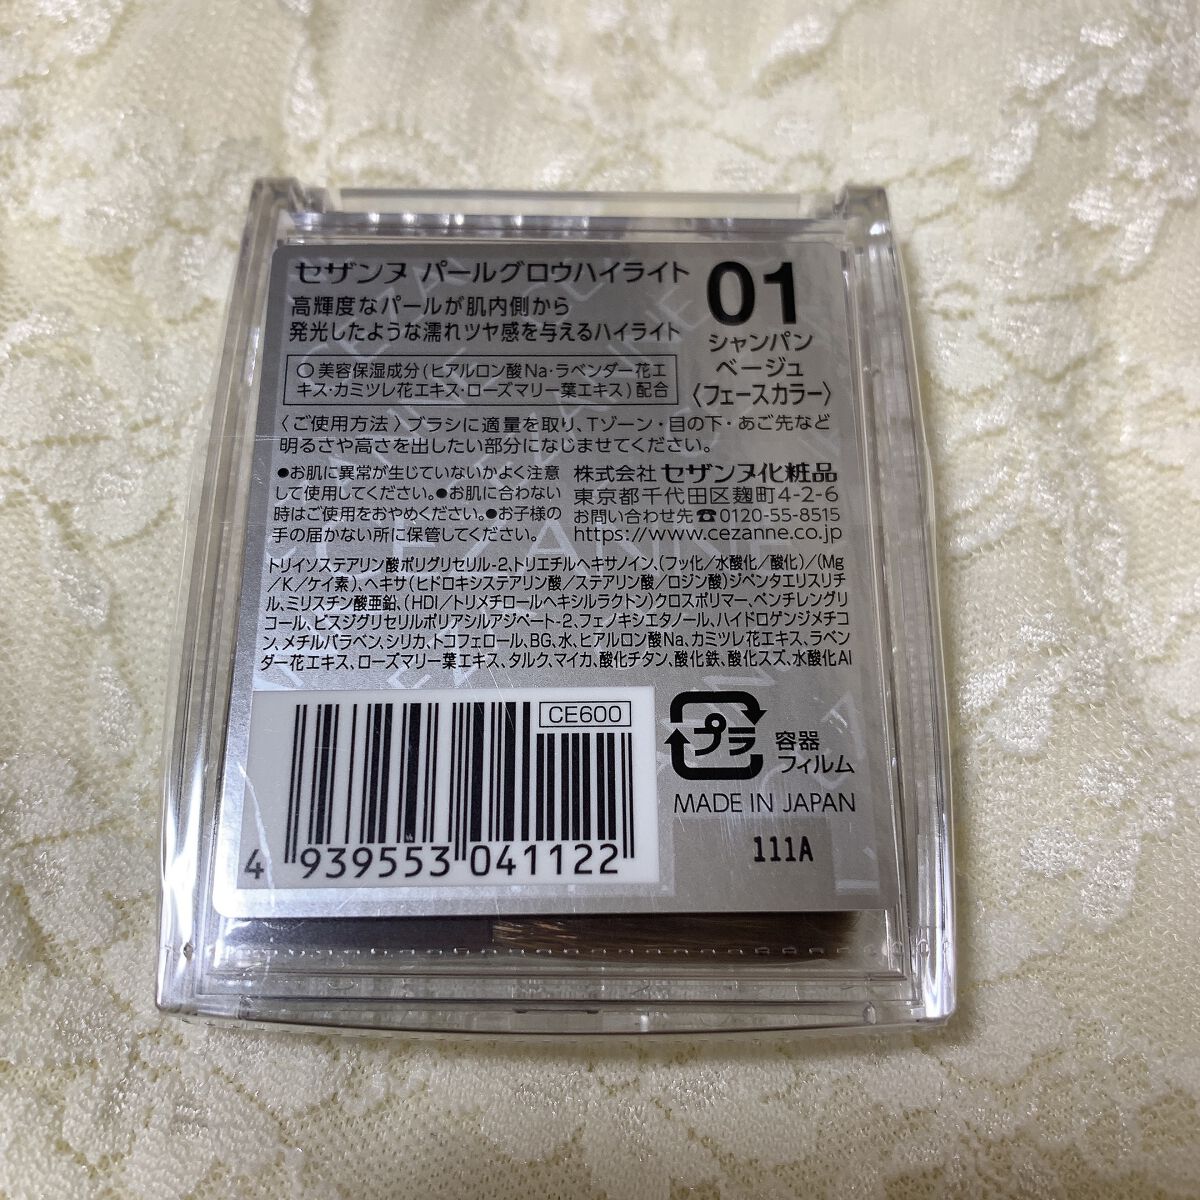 セザンヌ パールグロウハイライト
高輝度なパールが肌内側から
発光したような濡れツヤ感を与えるハイライト
01
シャンパン
ベージュ
〈フェースカラー〉
○美容保湿成分(ヒアルロン酸Na・ラベンダー花エ
キス・カミツレ花エキス・ローズマリー葉エキス)配合
〈ご使用方法〉ブラシに適量を取り、Tゾーン・目の下・あご先など
明るさや高さを出したい部分になじませてください。
●お肌に異常が生じていないかよく注意
して使用してください。●お肌に合わない
時はご使用をおやめください。●お子様の
手の届かない所に保管してください。
株式会社 セザンヌ化粧品
東京都千代田区麹町4-2-6
お問い合わせ先☎0120-55-8515
https://www.cezanne.co.jp
トリイソステアリン酸ポリグリセリル-2、トリエチルヘキサノイン、(フッ化/水酸化/酸化)/(Mg
/K/ケイ素)、ヘキサ(ヒドロキシステアリン酸/ステアリン酸/ロジン酸)ジペンタエリスリチ
ル、ミリスチン酸亜鉛、(HDI/トリメチロールヘキシルラクトン)クロスポリマー、ペンチレングリ
コール、ビスジグリセリルポリアシルアジペート-2、フェノキシエタノール、ハイドロゲンジメチコ
ン、メチルパラベン、シリカ、トコフェロール、BG、水、ヒアルロン酸Na、カミツレ花エキス、ラベン
ダー花エキス、ローズマリー葉エキス、タルク、マイカ、酸化チタン、酸化鉄、酸化スズ、水酸化Al
CE600
4 939553 041122
プラ
容器
フィルム
MADE IN JAPAN
111A